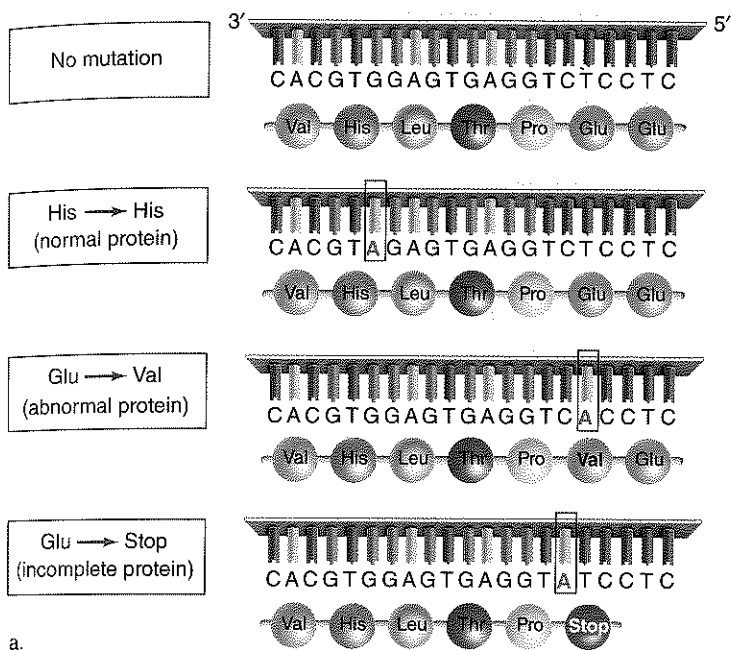 3′ 5′
No mutation
CACGTGGAGTGAGGTCTCCTC
Val His Leu Thr Pro Glu Glu
His → His
(normal protein)
CACGTAGAGTGAGGTCTCCTC
Val His Leu Thr Pro Glu Glu
Glu → Val
(abnormal protein)
CACGTGGAGTGAGGTCACCTC
Val His Leu Thr Pro Val Glu
Glu → Stop
(incomplete protein)
CACGTGGAGTGAGGTATCCTC
Val His Leu Thr Pro Stop
a.